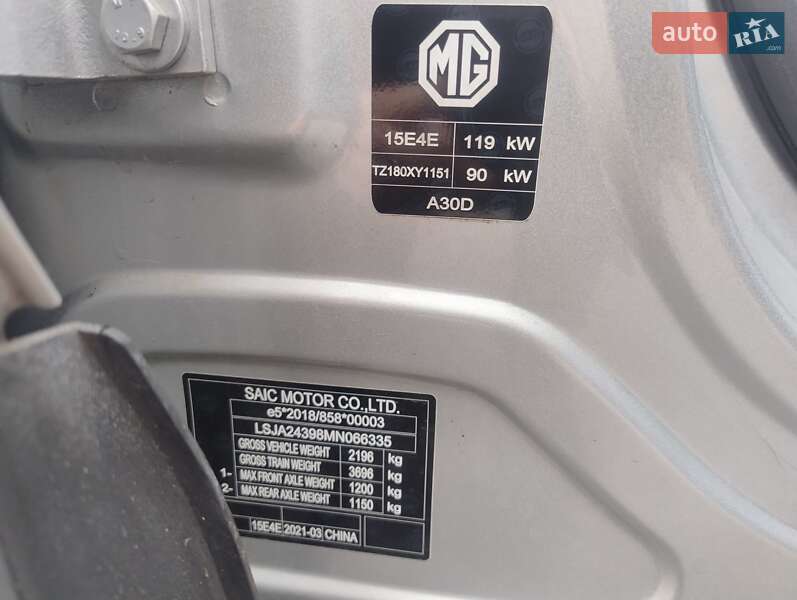 auto RIA.com
MG
15E4E 119 kW
TZ180XY1151 90 kW
A30D
SAIC MOTOR CO.,LTD.
e5*2018/858*00003
LSJA24398MN066335
GROSS VEHICLE WEIGHT 2196 kg
GROSS TRAIN WEIGHT 3696 kg
1- MAX FRONT AXLE WEIGHT 1200 kg
2- MAX REAR AXLE WEIGHT 1150 kg
15E4E 2021-03 CHINA